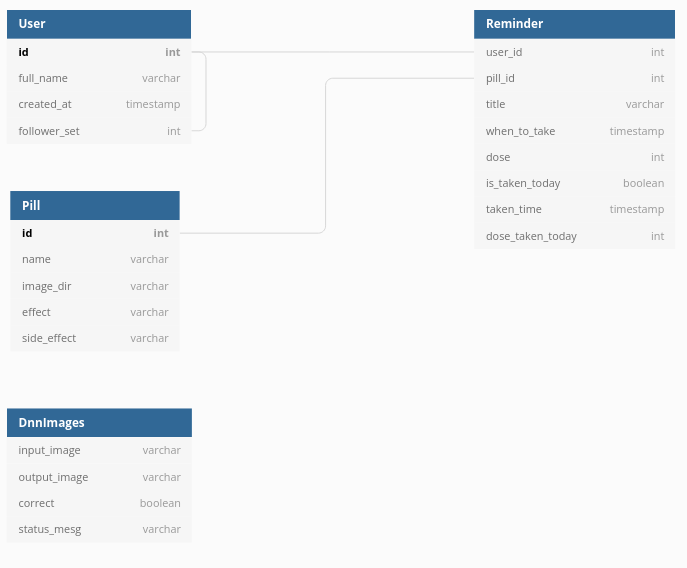 User
id int
full_name varchar
created_at timestamp
follower_set int
Reminder
user_id int
pill_id int
title varchar
when_to_take timestamp
dose int
is_taken_today boolean
taken_time timestamp
dose_taken_today int
Pill
id int
name varchar
image_dir varchar
effect varchar
side_effect varchar
DnnImages
input_image varchar
output_image varchar
correct boolean
status_mesg varchar